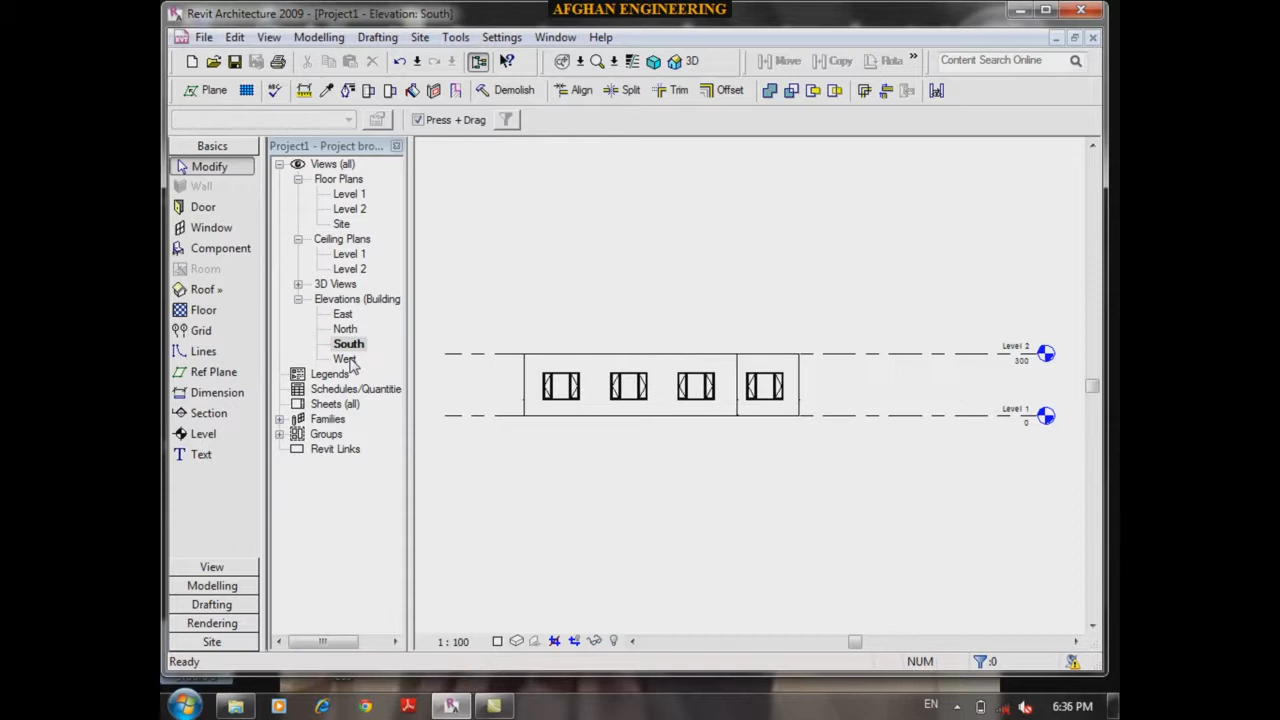 AFGHAN ENGINEERING
Revit Architecture 2009 - [Project1 - Elevation: South]
File Edit View Modelling Drafting Site Tools Settings Window Help
3D Move Copy Rota » Content Search Online
Plane Demolish Align Split Trim Offset
Press + Drag
Basics
Modify
Wall
Door
Window
Component
Room
Roof »
Floor
Grid
Lines
Ref Plane
Dimension
Section
Level
Text
View
Modelling
Drafting
Rendering
Site
Project1 - Project bro...
Views (all)
Floor Plans
Level 1
Level 2
Site
Ceiling Plans
Level 1
Level 2
3D Views
Elevations (Building
East
North
South
West
Legends
Schedules/Quantitie
Sheets (all)
Families
Groups
Revit Links
Level 2
300
Level 1
0
1 : 100
Ready NUM :0
EN 6:36 PM